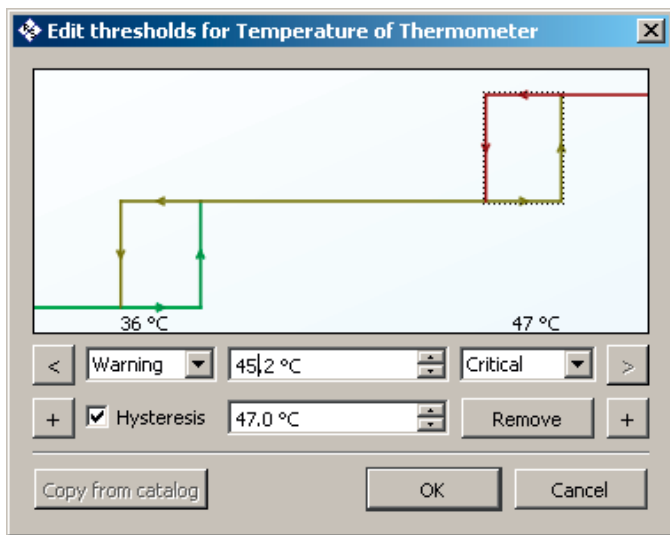 Edit thresholds for Temperature of Thermometer
36 °C 47 °C
< Warning 45.2 °C Critical >
+ Hysteresis 47.0 °C Remove +
Copy from catalog OK Cancel